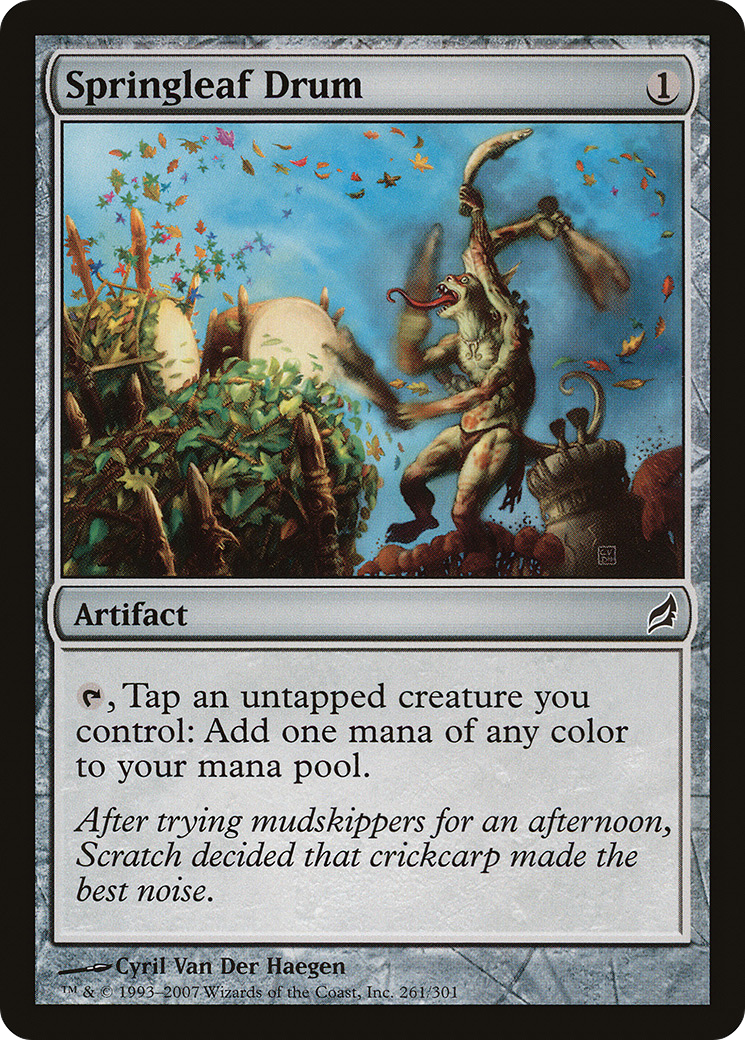 Springleaf Drum 1
Artifact
, Tap an untapped creature you
control: Add one mana of any color
to your mana pool.
After trying mudskippers for an afternoon,
Scratch decided that crickcarp made the
best noise.
Cyril Van Der Haegen
™ & © 1993–2007 Wizards of the Coast, Inc. 261/301